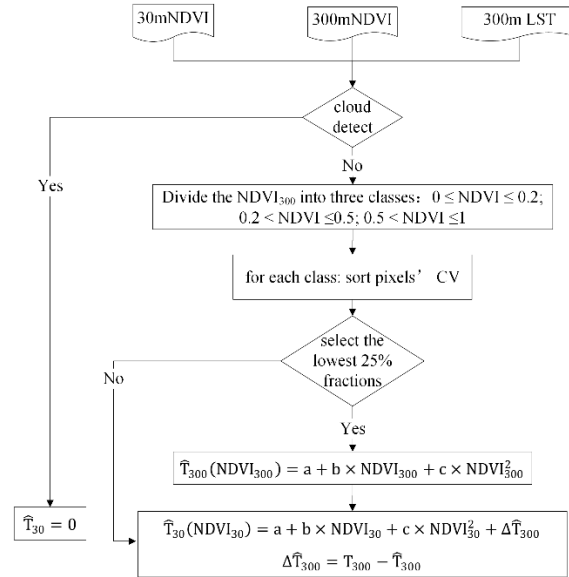 30mNDVI
300mNDVI
300m LST
cloud
detect
Yes
No
Divide the NDVI₃₀₀ into three classes: 0 ≤ NDVI ≤ 0.2;
0.2 < NDVI ≤0.5; 0.5 < NDVI ≤1
for each class: sort pixels’ CV
select the
lowest 25%
fractions
No
Yes
T̂₃₀₀(NDVI₃₀₀) = a + b × NDVI₃₀₀ + c × NDVI₃₀₀²
T̂₃₀ = 0
T̂₃₀(NDVI₃₀) = a + b × NDVI₃₀ + c × NDVI₃₀² + ΔT̂₃₀₀
ΔT̂₃₀₀ = T₃₀₀ − T̂₃₀₀